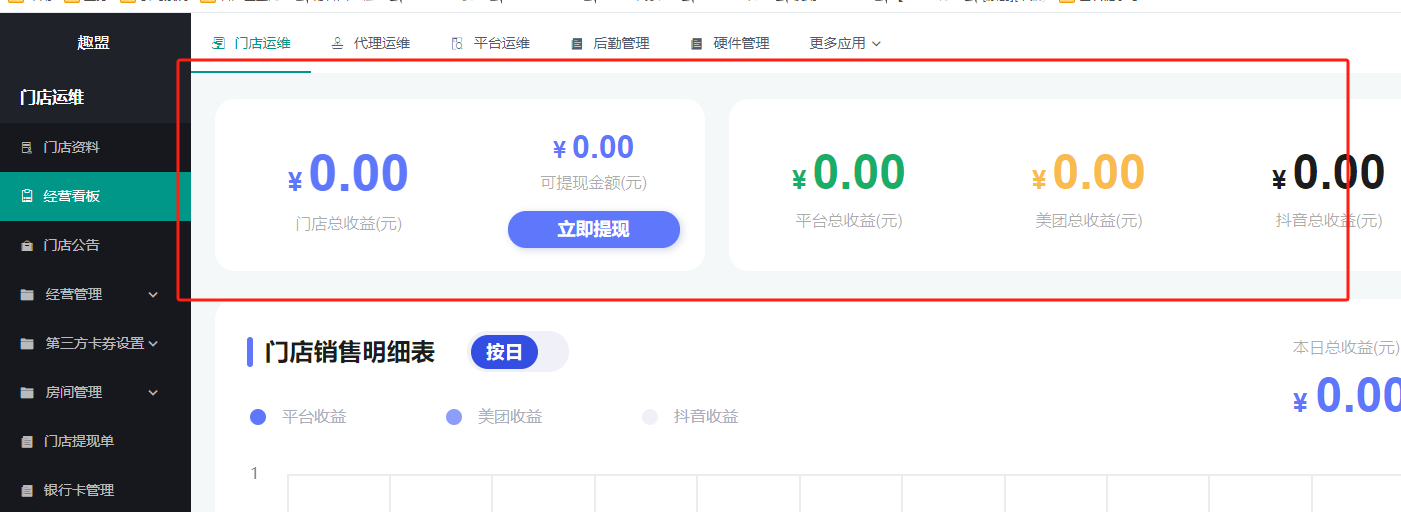 趣盟
门店运维
代理运维
平台运维
后勤管理
硬件管理
更多应用
门店运维
门店资料
经营看板
门店公告
经营管理
第三方卡券设置
房间管理
门店提现单
银行卡管理
¥ 0.00
门店总收益(元)
¥ 0.00
可提现金额(元)
立即提现
¥ 0.00
平台总收益(元)
¥ 0.00
美团总收益(元)
¥ 0.00
抖音总收益(元)
门店销售明细表
按日
本日总收益(元)
¥ 0.00
平台收益
美团收益
抖音收益
1